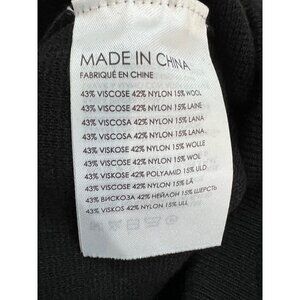 MADE IN CHINA
FABRIQUÉ EN CHINE
43% VISCOSE 42% NYLON 15% WOOL
43% VISCOSE 42% NYLON 15% LAINE
43% VISCOSA 42% NYLON 15% LANA
43% VISCOSA 42% NYLON 15% LANA
43% VISKOSE 42% NYLON 15% WOLLE
43% VISCOSE 42% NYLON 15% WOL
43% VISKOSE 42% POLYAMID 15% ULD
43% VISKOSE 42% NYLON 15% LÃ
43% ВИСКОЗА 42% НЕЙЛОН 15% ШЕРСТЬ
43% VISKOS 42% NYLON 15% ULL